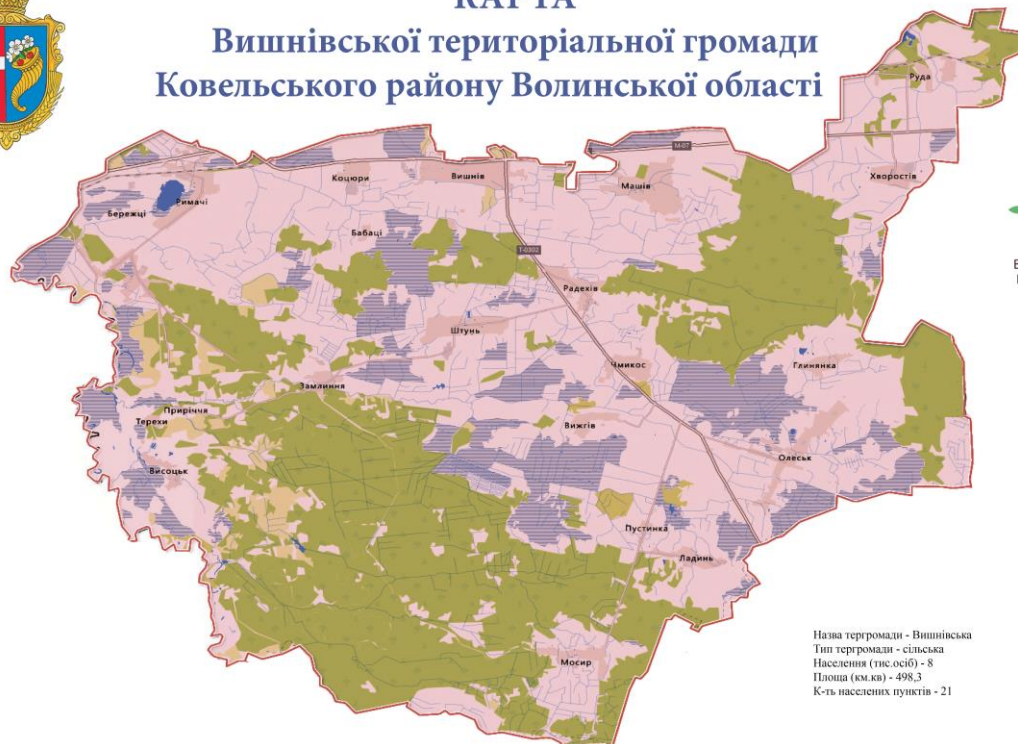 КАРТА
Вишнівської територіальної громади
Ковельського району Волинської області
Руда
М-07
Хворостів
Коцюри
Вишнів
Машів
Римачі
Бережці
Бабаці
Т-0302
Радехів
Штунь
Чмикос
Глинянка
Замлиння
Приріччя
Терехи
Вижгів
Олеськ
Висоцьк
Пустинка
Ладинь
Мосир
Назва тергромади - Вишнівська
Тип тергромади - сільська
Населення (тис.осіб) - 8
Площа (км.кв) - 498,3
К-ть населених пунктів - 21